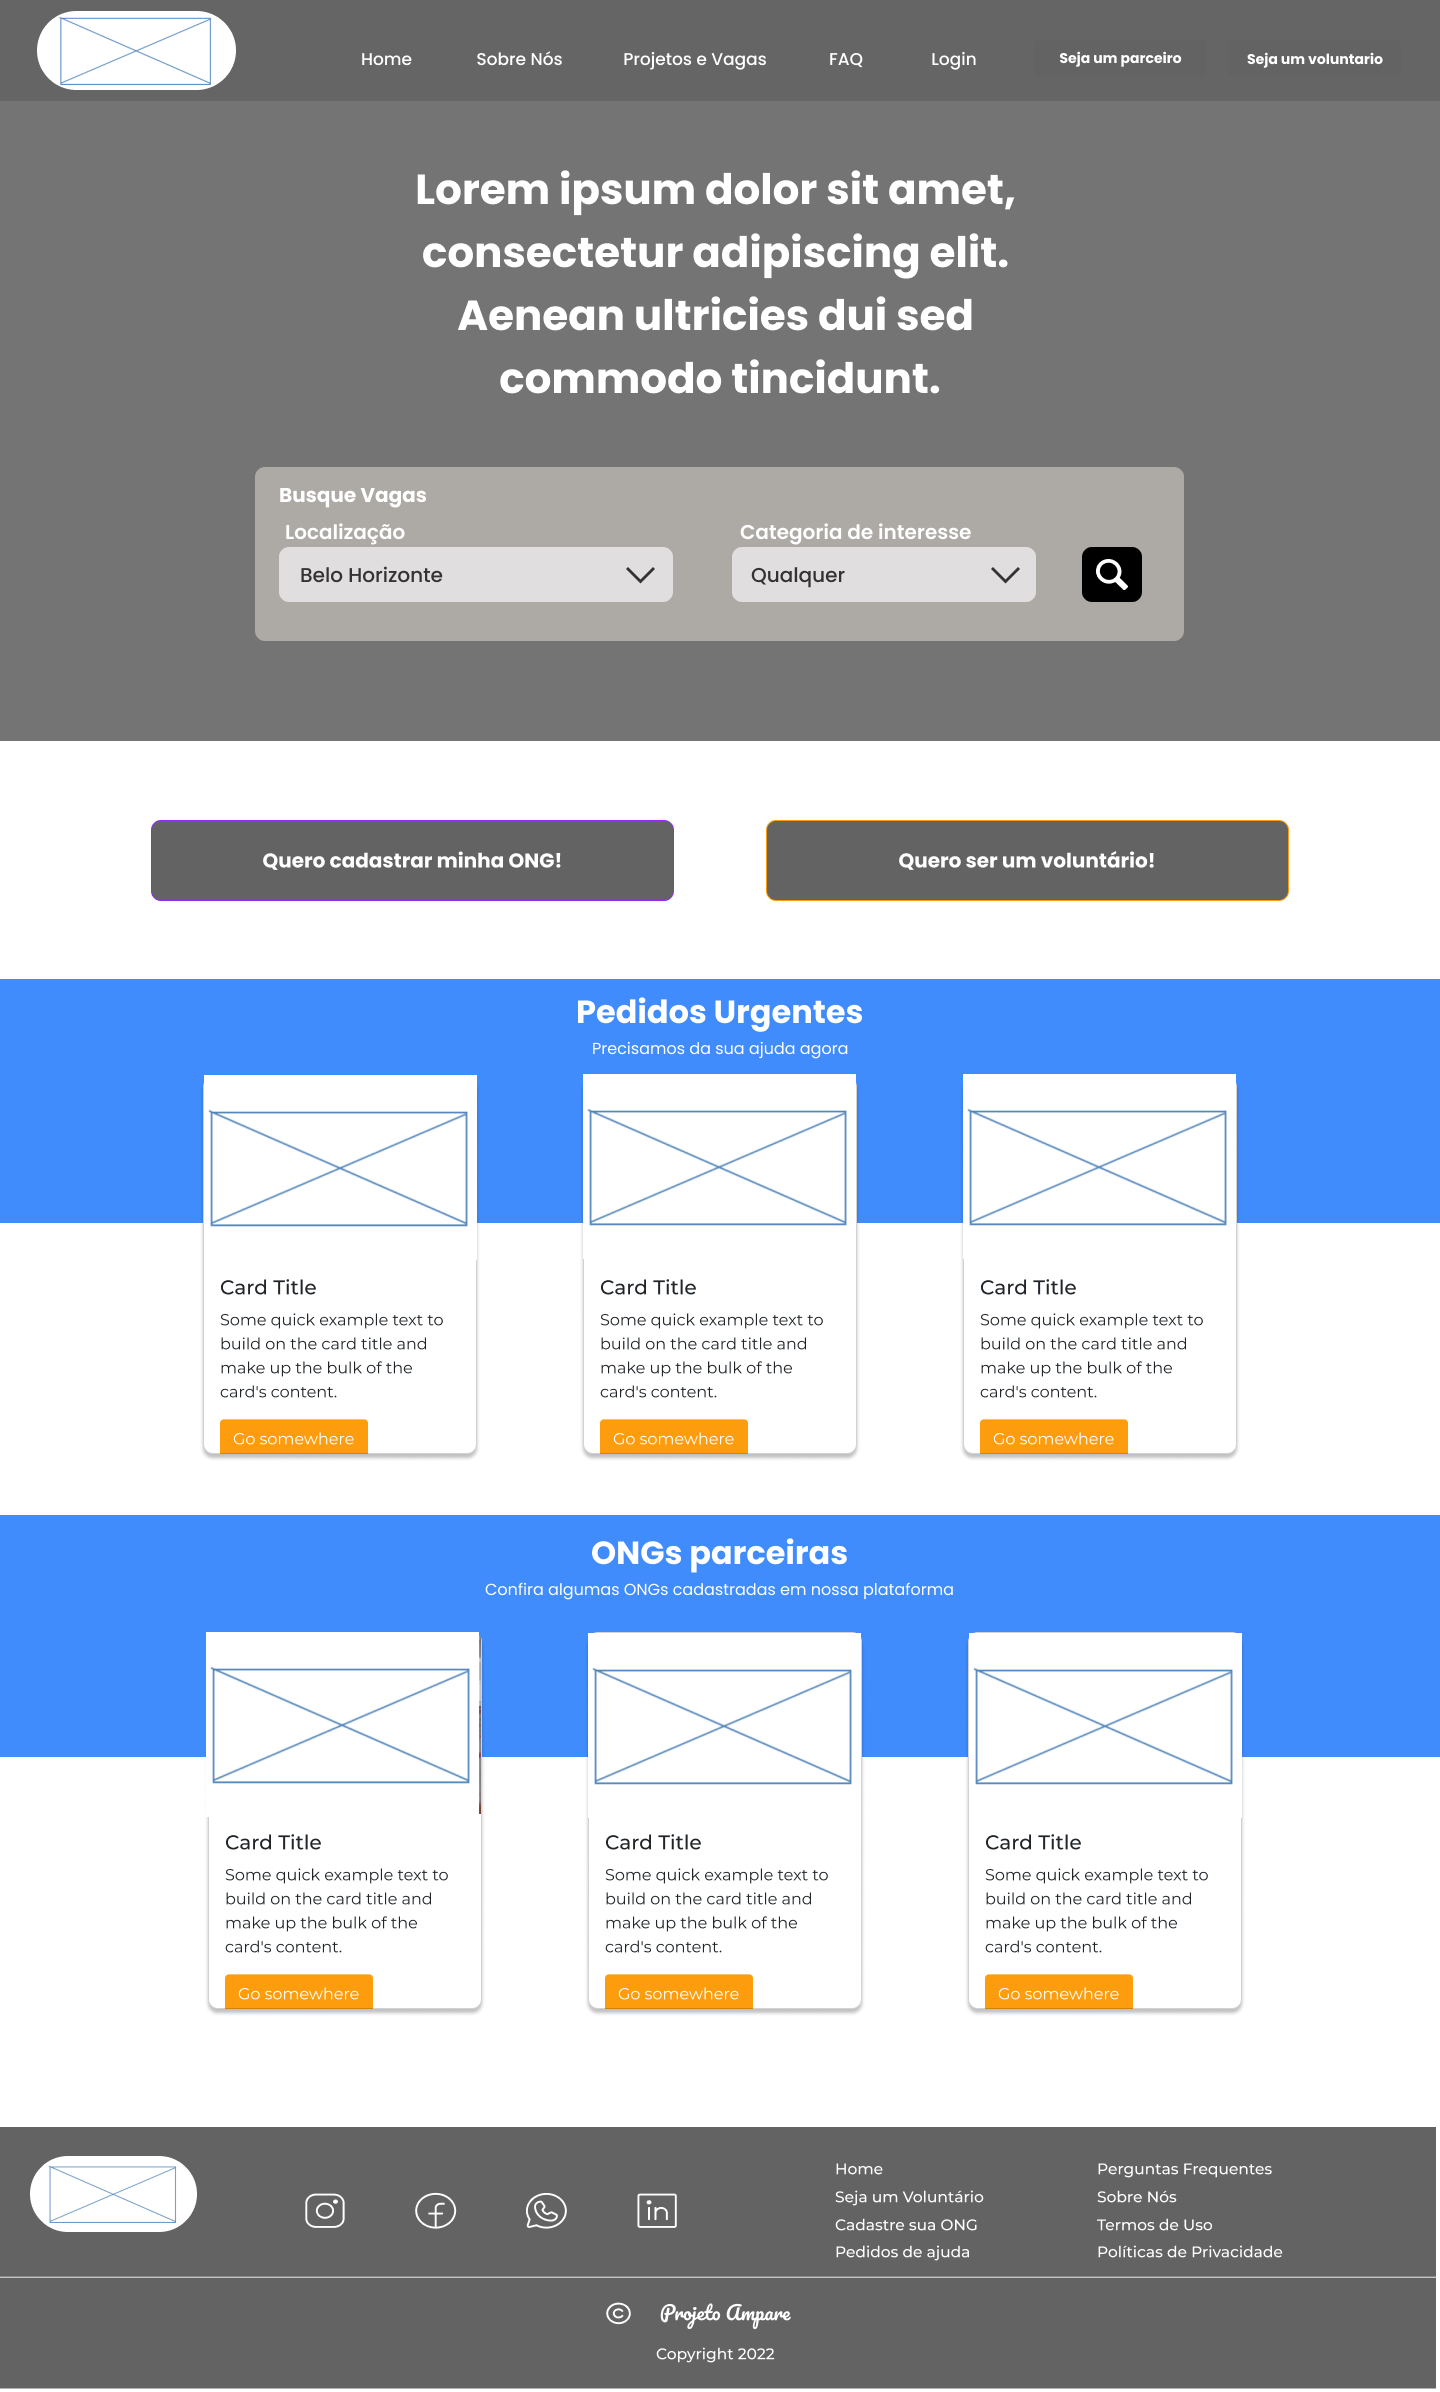 Home Sobre Nós Projetos e Vagas FAQ Login Seja um parceiro Seja um voluntario
Lorem ipsum dolor sit amet,
consectetur adipiscing elit.
Aenean ultricies dui sed
commodo tincidunt.
Busque Vagas
Localização Categoria de interesse
Belo Horizonte Qualquer
Quero cadastrar minha ONG! Quero ser um voluntário!
Pedidos Urgentes
Precisamos da sua ajuda agora
Card Title
Some quick example text to
build on the card title and
make up the bulk of the
card's content.
Go somewhere
Card Title
Some quick example text to
build on the card title and
make up the bulk of the
card's content.
Go somewhere
Card Title
Some quick example text to
build on the card title and
make up the bulk of the
card's content.
Go somewhere
ONGs parceiras
Confira algumas ONGs cadastradas em nossa plataforma
Card Title
Some quick example text to
build on the card title and
make up the bulk of the
card's content.
Go somewhere
Card Title
Some quick example text to
build on the card title and
make up the bulk of the
card's content.
Go somewhere
Card Title
Some quick example text to
build on the card title and
make up the bulk of the
card's content.
Go somewhere
in
Home
Seja um Voluntário
Cadastre sua ONG
Pedidos de ajuda
Perguntas Frequentes
Sobre Nós
Termos de Uso
Políticas de Privacidade
© Projeto Ampare
Copyright 2022